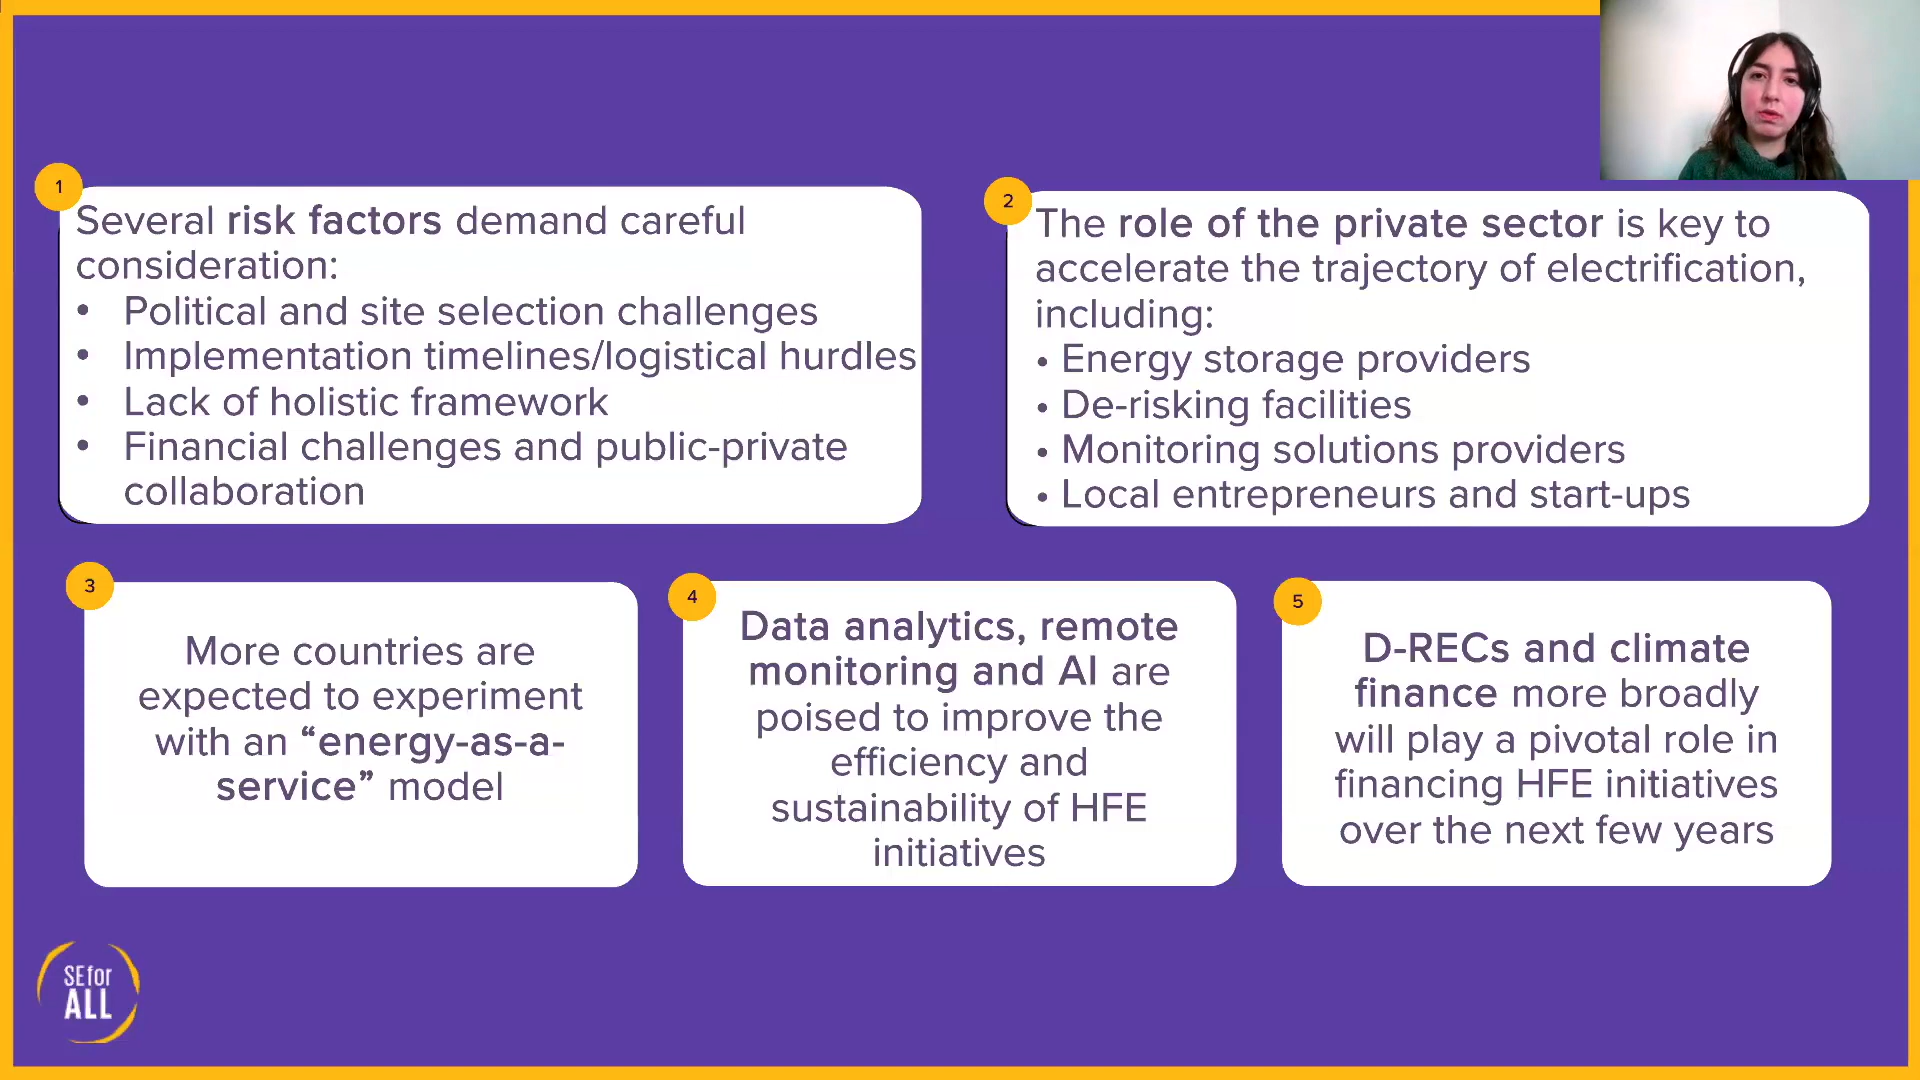 1
Several risk factors demand careful
consideration:
• Political and site selection challenges
• Implementation timelines/logistical hurdles
• Lack of holistic framework
• Financial challenges and public-private
collaboration
2
The role of the private sector is key to
accelerate the trajectory of electrification,
including:
• Energy storage providers
• De-risking facilities
• Monitoring solutions providers
• Local entrepreneurs and start-ups
3
More countries are
expected to experiment
with an “energy-as-a-
service” model
4
Data analytics, remote
monitoring and AI are
poised to improve the
efficiency and
sustainability of HFE
initiatives
5
D-RECs and climate
finance more broadly
will play a pivotal role in
financing HFE initiatives
over the next few years
SEfor
ALL